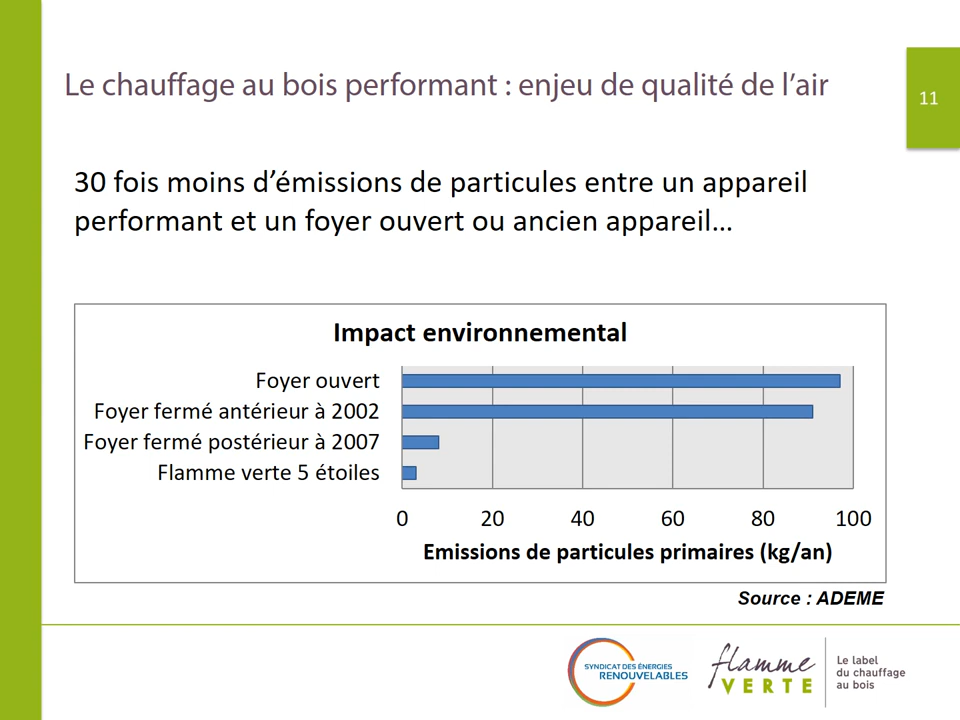 Le chauffage au bois performant : enjeu de qualité de l’air
11
30 fois moins d’émissions de particules entre un appareil
performant et un foyer ouvert ou ancien appareil…
Impact environnemental
Foyer ouvert
Foyer fermé antérieur à 2002
Foyer fermé postérieur à 2007
Flamme verte 5 étoiles
0 20 40 60 80 100
Emissions de particules primaires (kg/an)
Source : ADEME
SYNDICAT DES ÉNERGIES
RENOUVELABLES
flamme
VERTE
Le label
du chauffage
au bois